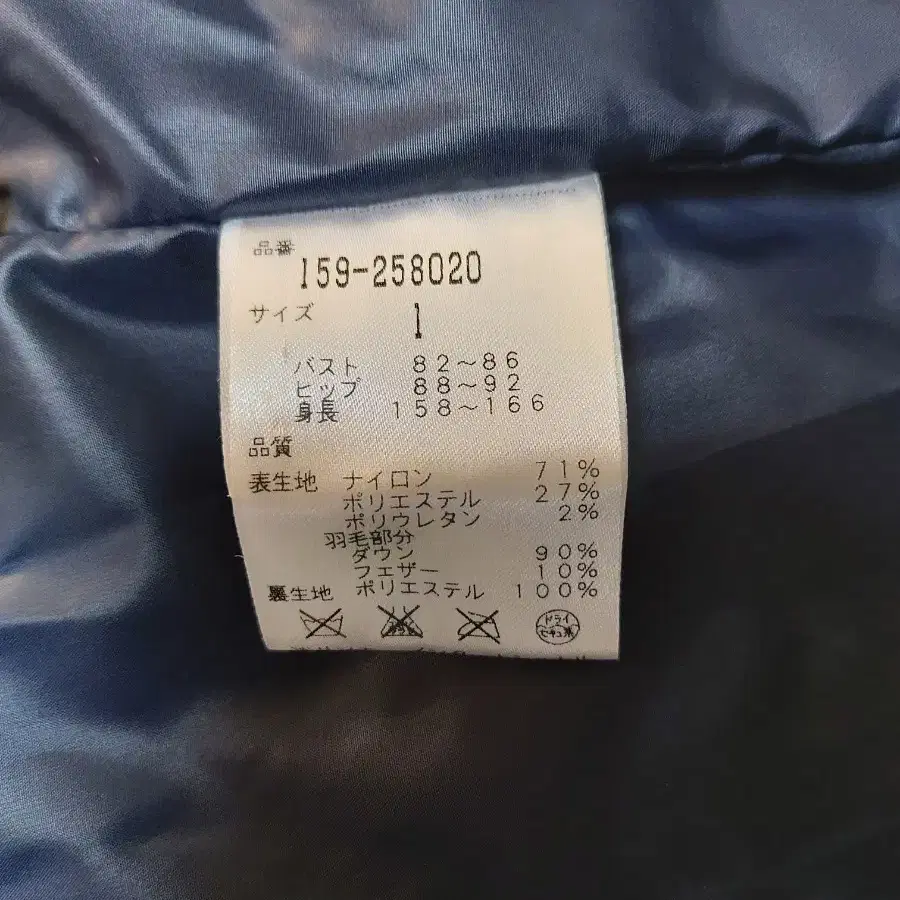 品番
159-258020
サイズ 1
バスト 82～86
ヒップ 88～92
身長 158～166
品質
表生地 ナイロン 71%
ポリエステル 27%
ポリウレタン 2%
羽毛部分
ダウン 90%
フェザー 10%
裏生地 ポリエステル 100%
ドライ
セキユ系